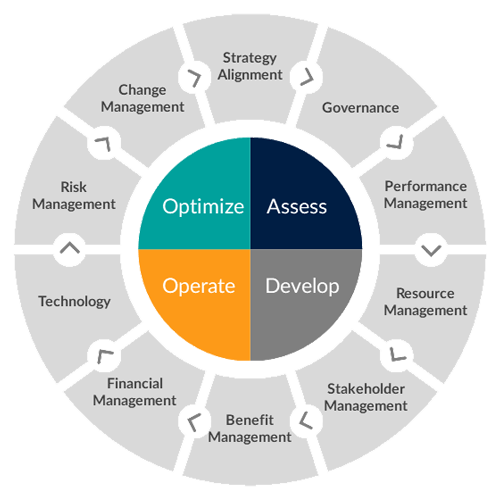 Strategy
Alignment
Governance
Performance
Management
Resource
Management
Stakeholder
Management
Benefit
Management
Financial
Management
Technology
Risk
Management
Change
Management
Optimize
Assess
Operate
Develop